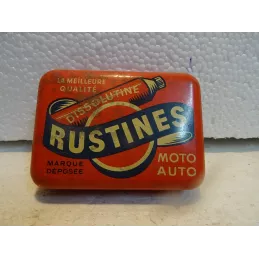 LA MEILLEURE
QUALITÉ
DISSOLUTINE
RUSTINES
MARQUE
DÉPOSÉE
MOTO
AUTO